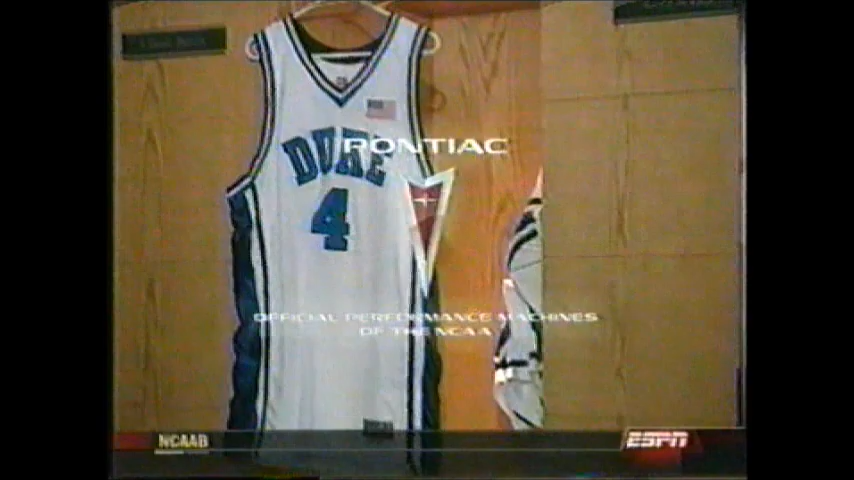 DUKE
4
PONTIAC
OFFICIAL PERFORMANCE MACHINES
OF THE NCAA
NCAAB
ESPN